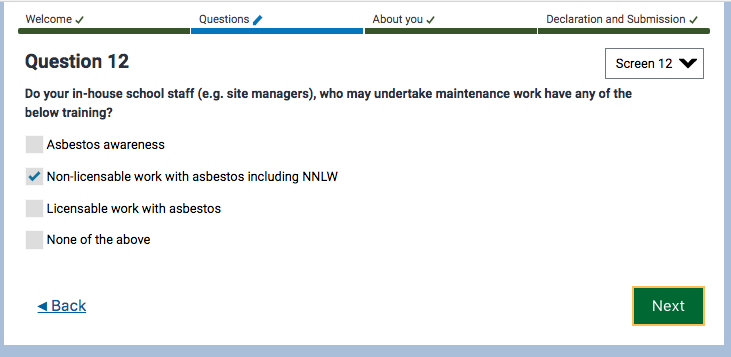 Welcome ✓ Questions About you ✓ Declaration and Submission ✓
Question 12
Screen 12
Do your in-house school staff (e.g. site managers), who may undertake maintenance work have any of the
below training?
Asbestos awareness
Non-licensable work with asbestos including NNLW
Licensable work with asbestos
None of the above
◄ Back
Next